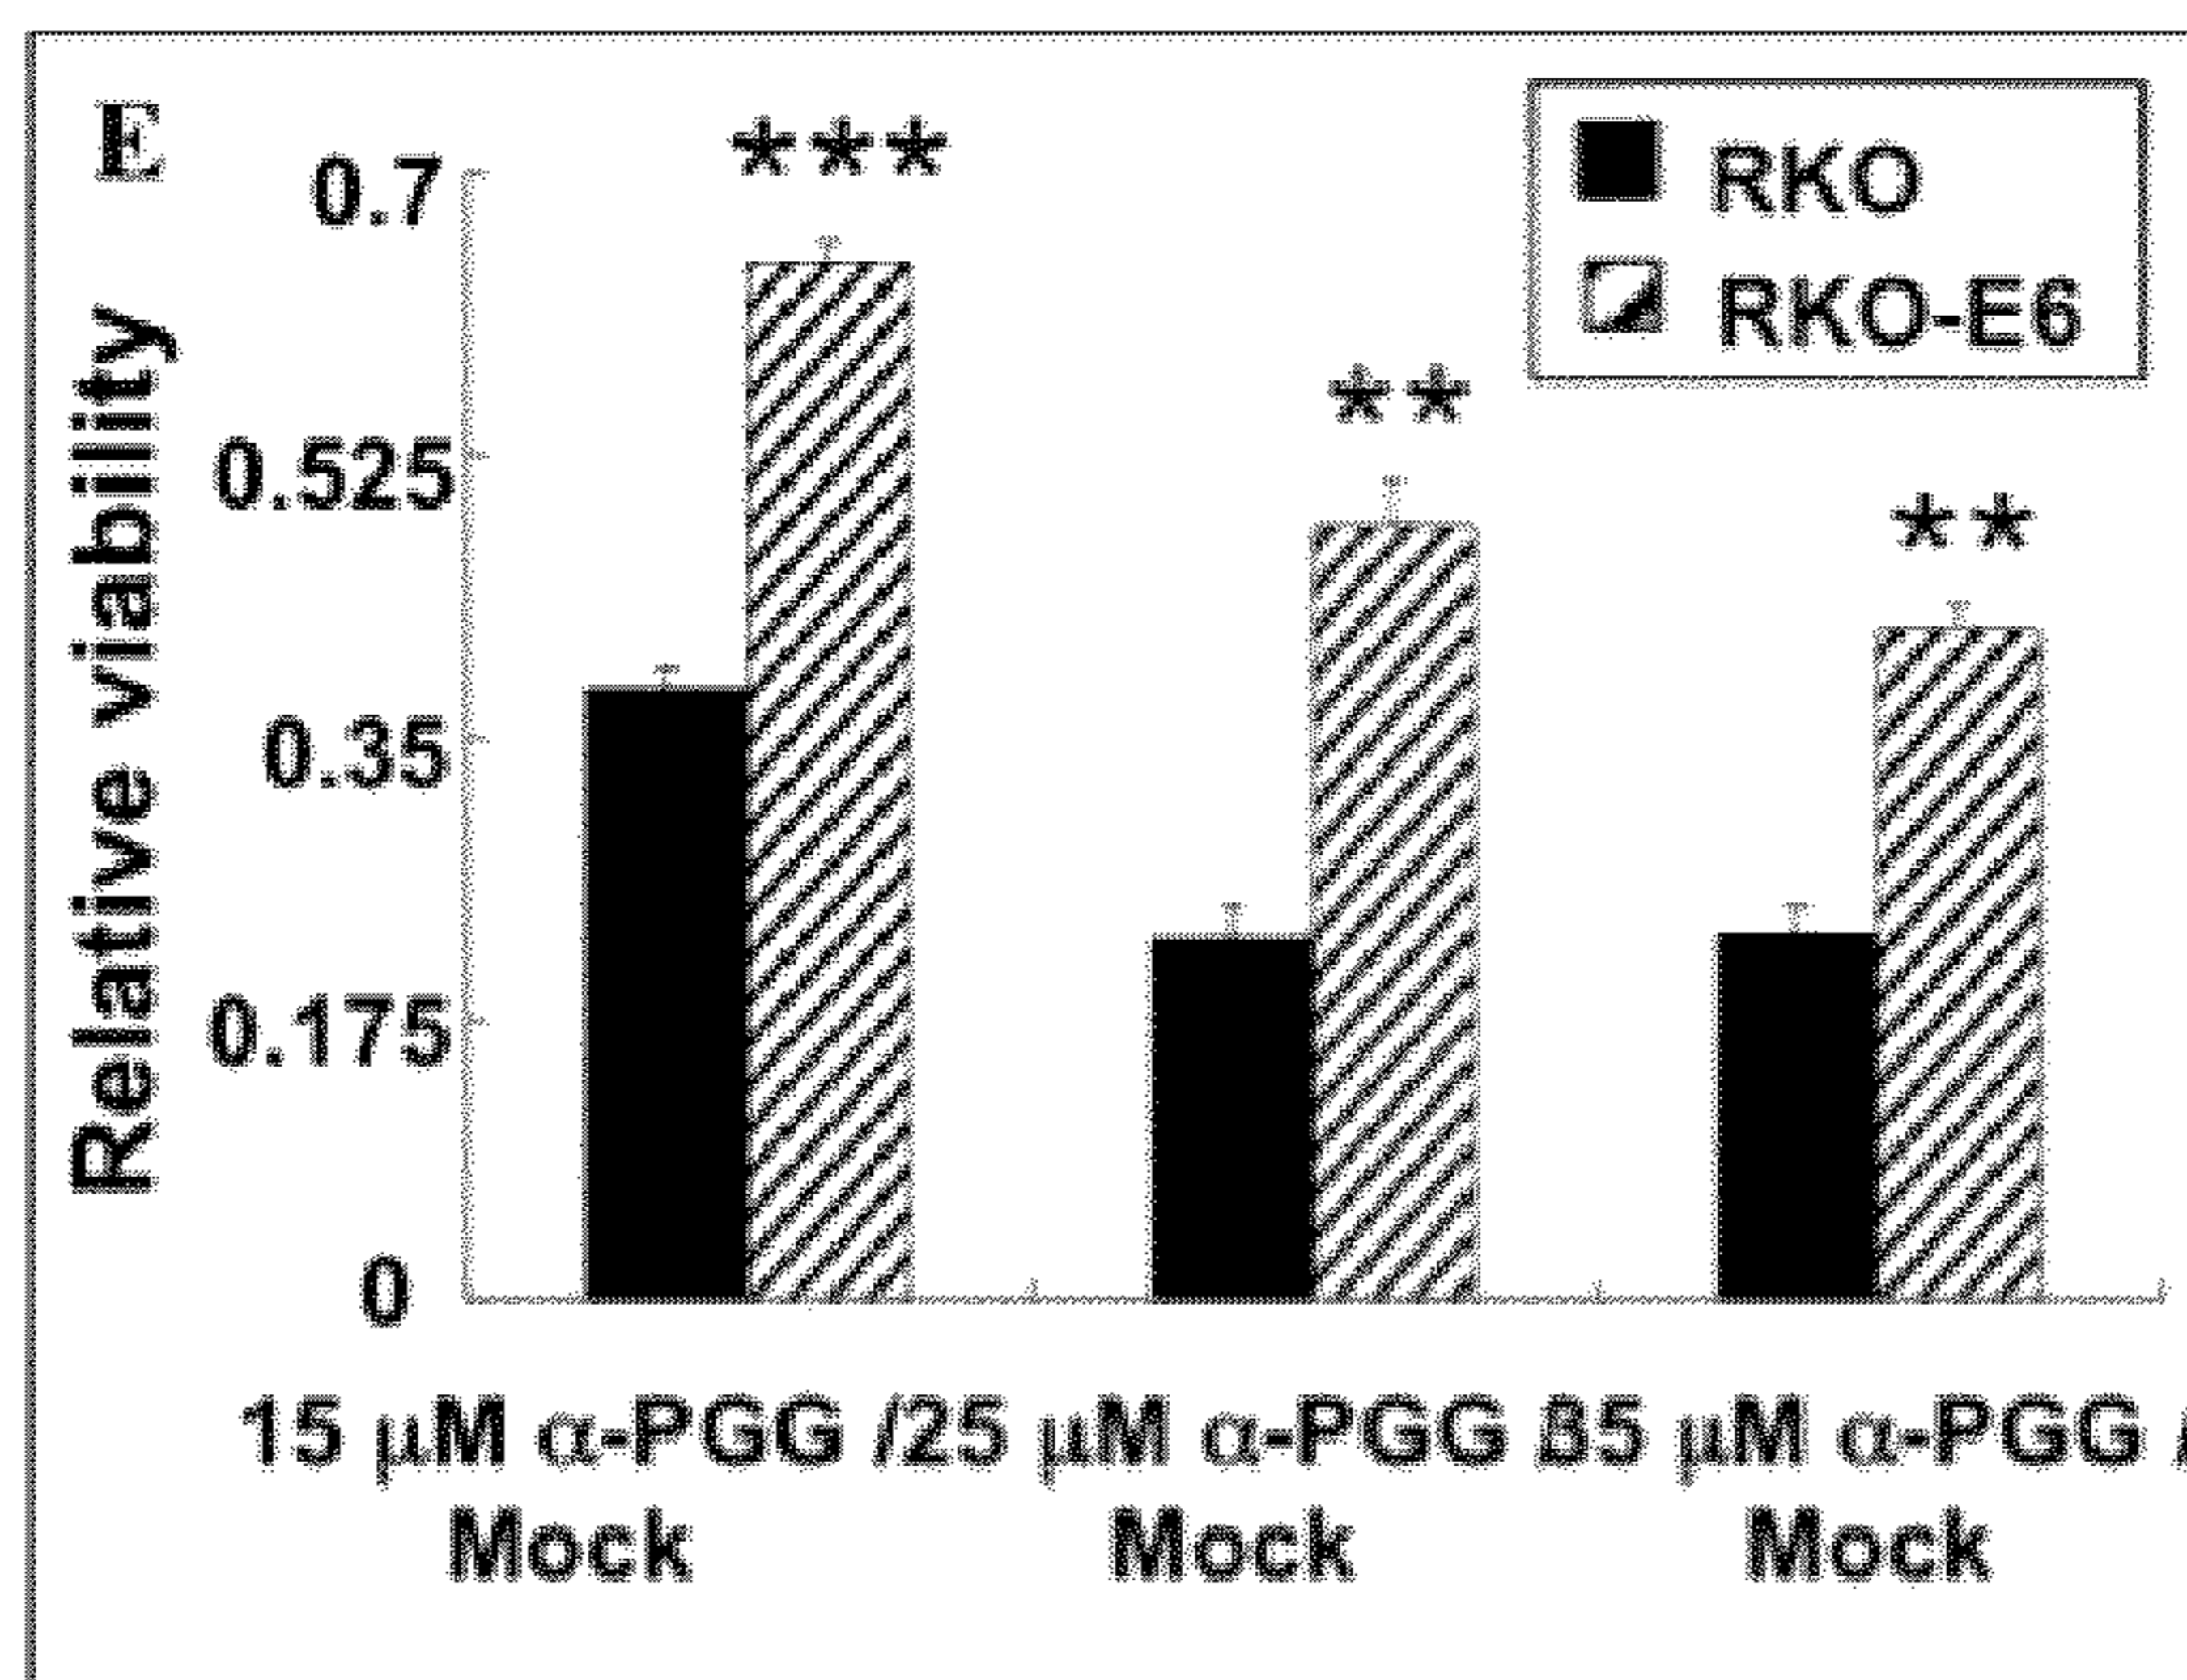 E
***
RKO
RKO-E6
**
**
Relative viability
0.7
0.525
0.35
0.175
0
15 μM α-PGG /25 μM α-PGG 35 μM α-PGG /
Mock Mock Mock